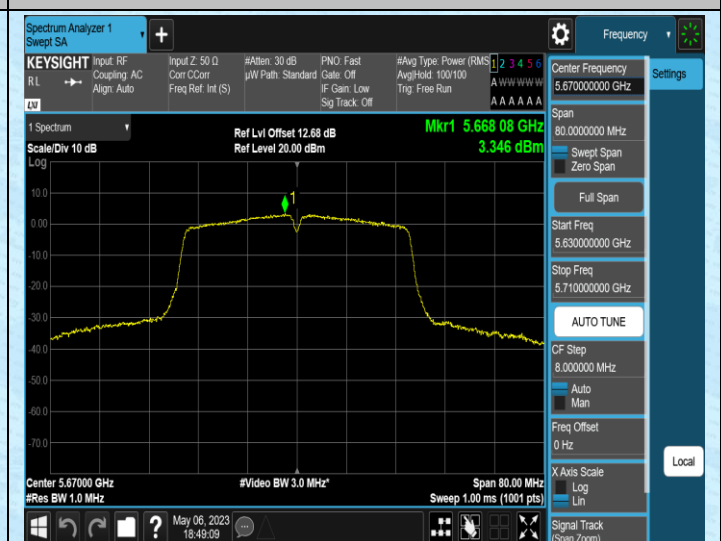 Spectrum Analyzer 1
Swept SA
+
Frequency
KEYSIGHT
RL
LXI
Input: RF
Coupling: AC
Align: Auto
Input Z: 50 Ω
Corr CCorr
Freq Ref: Int (S)
#Atten: 30 dB
µW Path: Standard
PNO: Fast
Gate: Off
IF Gain: Low
Sig Track: Off
#Avg Type: Power (RMS
Avg|Hold: 100/100
Trig: Free Run
1 2 3 4 5 6
A W W W W W
A A A A A A
1 Spectrum
Scale/Div 10 dB
Log
Ref Lvl Offset 12.68 dB
Ref Level 20.00 dBm
Mkr1 5.668 08 GHz
3.346 dBm
10.0
0.00
-10.0
-20.0
-30.0
-40.0
-50.0
-60.0
-70.0
1
Center 5.67000 GHz
#Res BW 1.0 MHz
#Video BW 3.0 MHz*
Span 80.00 MHz
Sweep 1.00 ms (1001 pts)
?
May 06, 2023
18:49:09
Center Frequency
5.670000000 GHz
Span
80.0000000 MHz
Swept Span
Zero Span
Full Span
Start Freq
5.630000000 GHz
Stop Freq
5.710000000 GHz
AUTO TUNE
CF Step
8.000000 MHz
Auto
Man
Freq Offset
0 Hz
X Axis Scale
Log
Lin
Signal Track
(Span Zoom)
Settings
Local